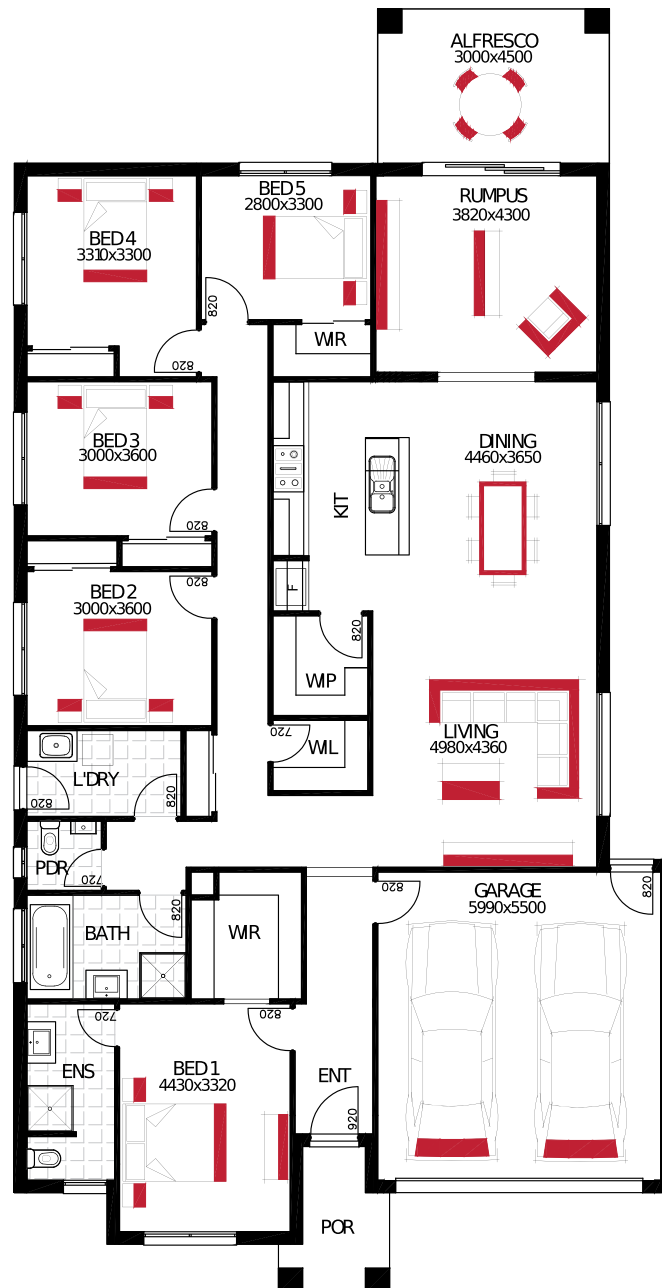 ALFRESCO
3000x4500
BED 5
2800x3300
RUMPUS
3820x4300
BED 4
3310x3300
820
WIR
820
DINING
4460x3650
BED 3
3000x3600
KIT
820
820
F
BED 2
3000x3600
820
WIP
720
WIL
LIVING
4980x4360
L'DRY
820
820
PDR
720
820
GARAGE
5990x5500
820
820
BATH
WIR
720
820
ENS
BED 1
4430x3320
ENT
920
POR